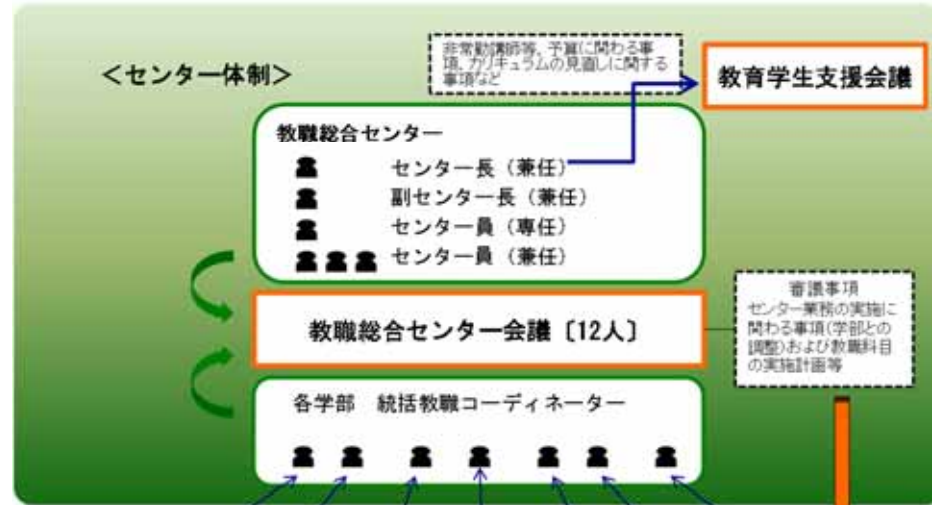 非常勤講師等、予算に関わる事
項、カリキュラムの見直しに関する
事項など
<センター体制>
教育学生支援会議
教職総合センター
センター長（兼任）
副センター長（兼任）
センター員（専任）
センター員（兼任）
審議事項
センター業務の実施に
関わる事項(学部との
調整)および教職科目
の実施計画等
教職総合センター会議〔12人〕
各学部　統括教職コーディネーター